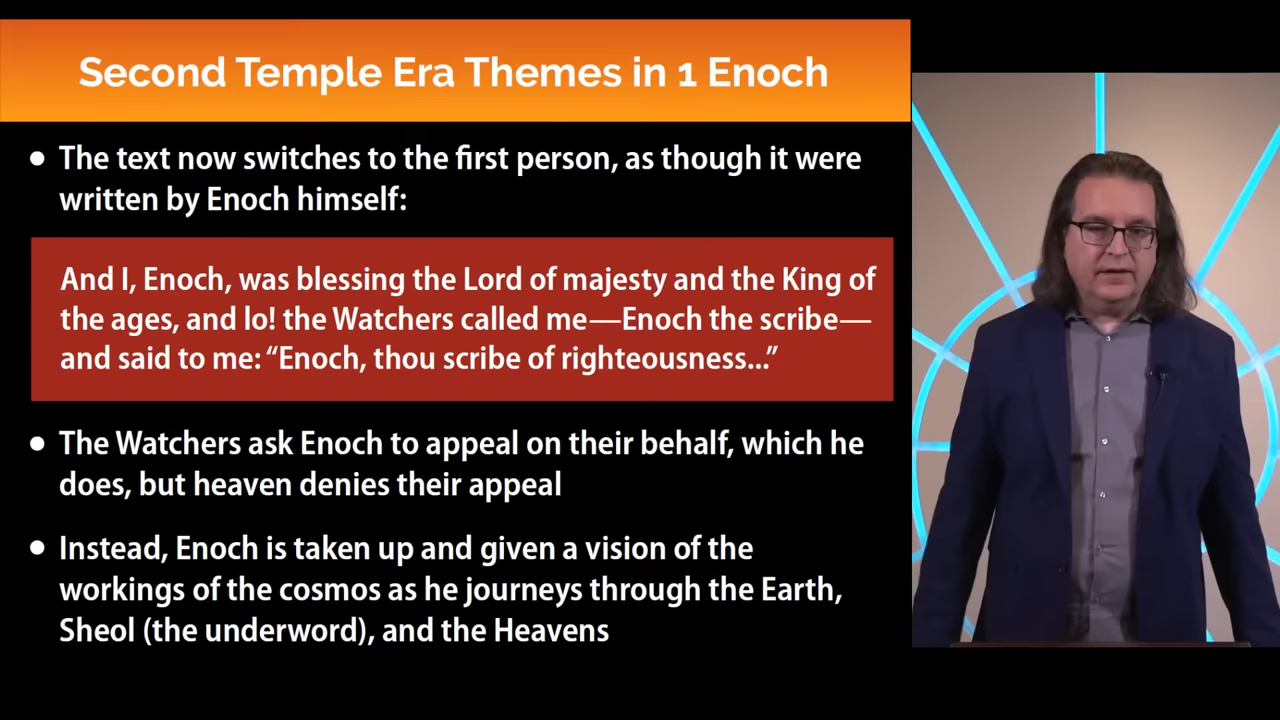 Second Temple Era Themes in 1 Enoch
• The text now switches to the first person, as though it were
written by Enoch himself:
And I, Enoch, was blessing the Lord of majesty and the King of
the ages, and lo! the Watchers called me—Enoch the scribe—
and said to me: “Enoch, thou scribe of righteousness...”
• The Watchers ask Enoch to appeal on their behalf, which he
does, but heaven denies their appeal
• Instead, Enoch is taken up and given a vision of the
workings of the cosmos as he journeys through the Earth,
Sheol (the underword), and the Heavens